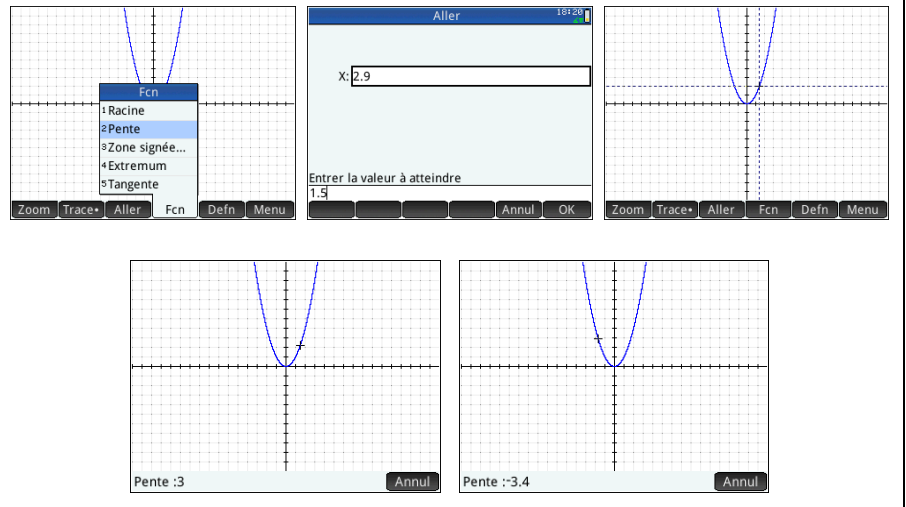 Fcn
1 Racine
2 Pente
3 Zone signée...
4 Extremum
5 Tangente
Zoom Trace• Aller Fcn Defn Menu
Aller 18:20
X: 2.9
Entrer la valeur à atteindre
1.5
Annul OK
Zoom Trace• Aller Fcn Defn Menu
Pente :3 Annul
Pente :-3.4 Annul